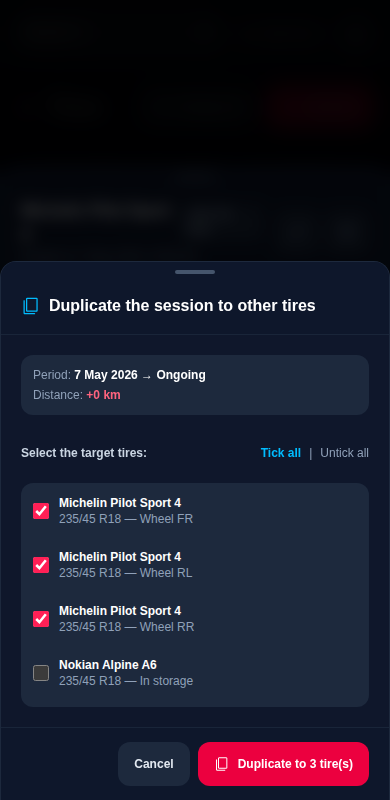 Duplicate the session to other tires
Period: 7 May 2026 → Ongoing
Distance: +0 km
Select the target tires: Tick all | Untick all
Michelin Pilot Sport 4
235/45 R18 — Wheel FR
Michelin Pilot Sport 4
235/45 R18 — Wheel RL
Michelin Pilot Sport 4
235/45 R18 — Wheel RR
Nokian Alpine A6
235/45 R18 — In storage
Cancel Duplicate to 3 tire(s)